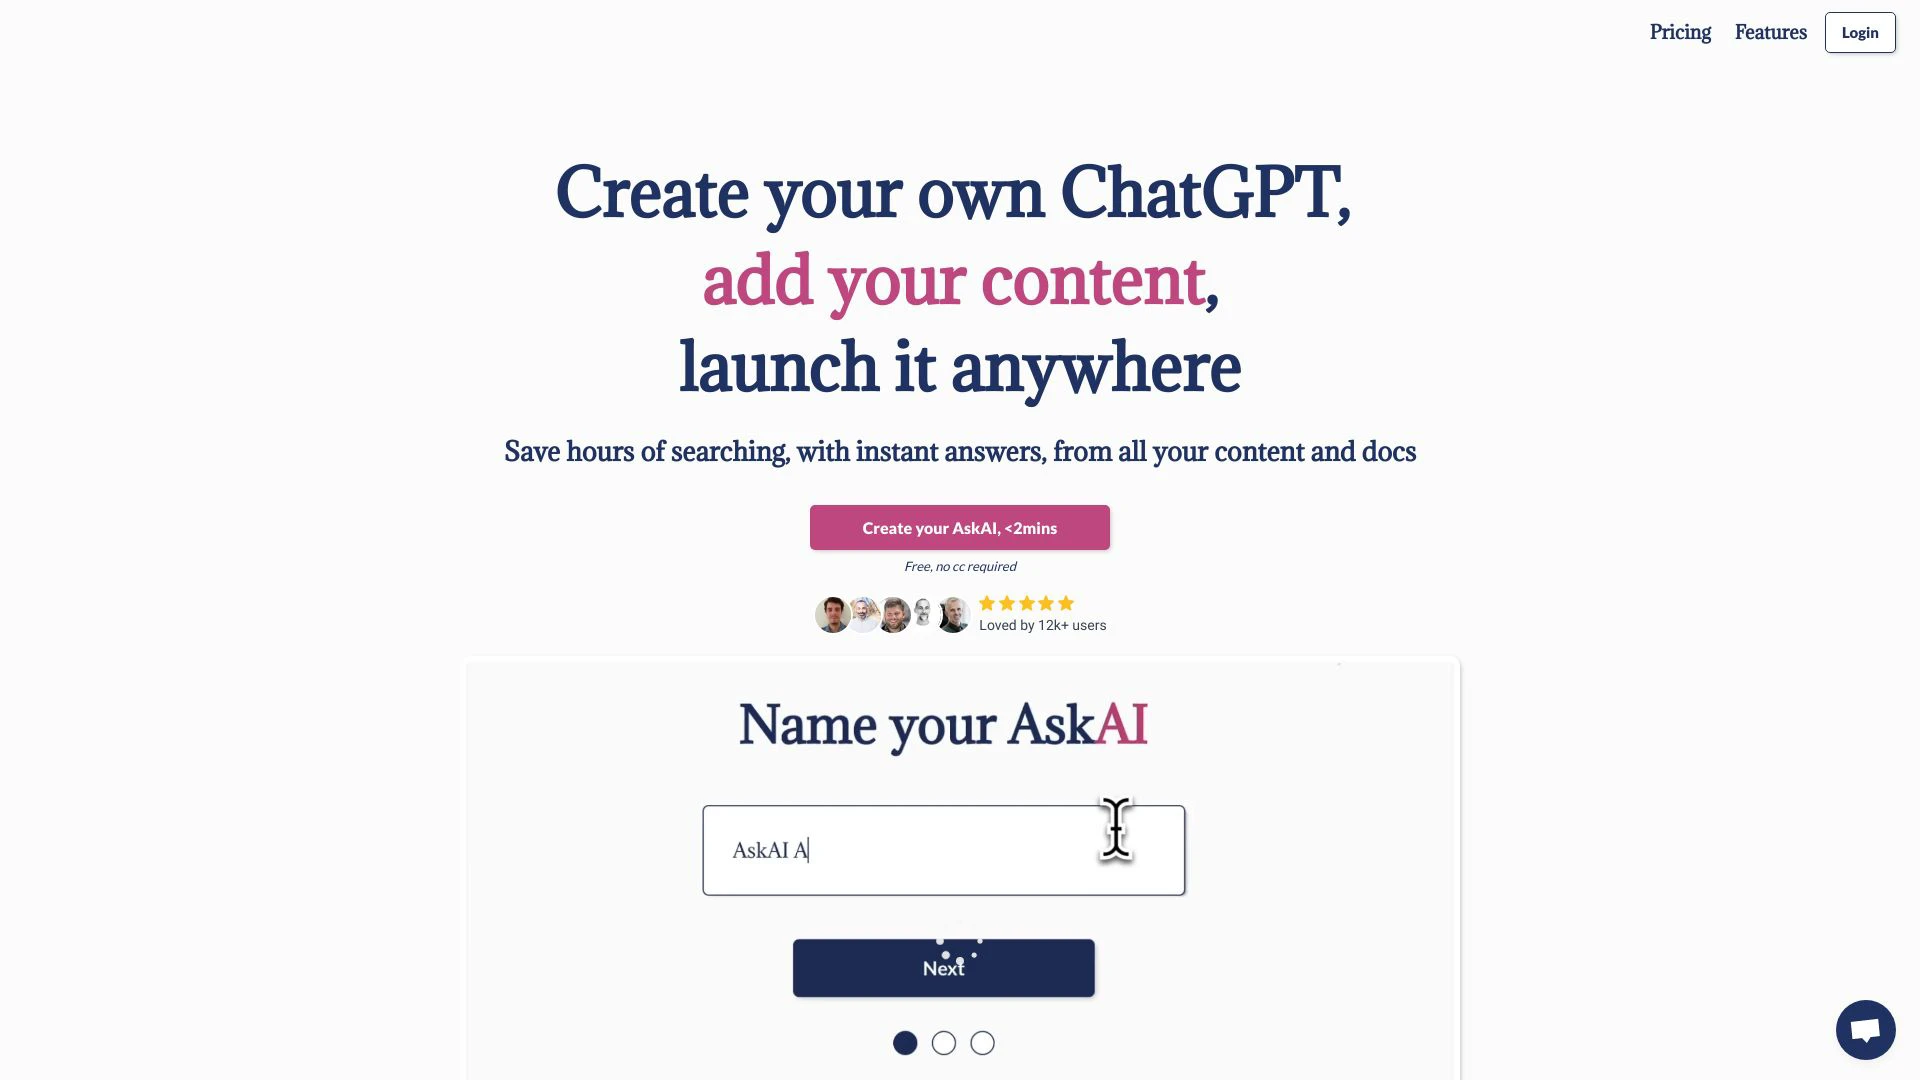 Pricing Features Login
Create your own ChatGPT,
add your content,
launch it anywhere
Save hours of searching, with instant answers, from all your content and docs
Create your AskAI, <2mins
Free, no cc required
Loved by 12k+ users
Name your AskAI
AskAI A
Next